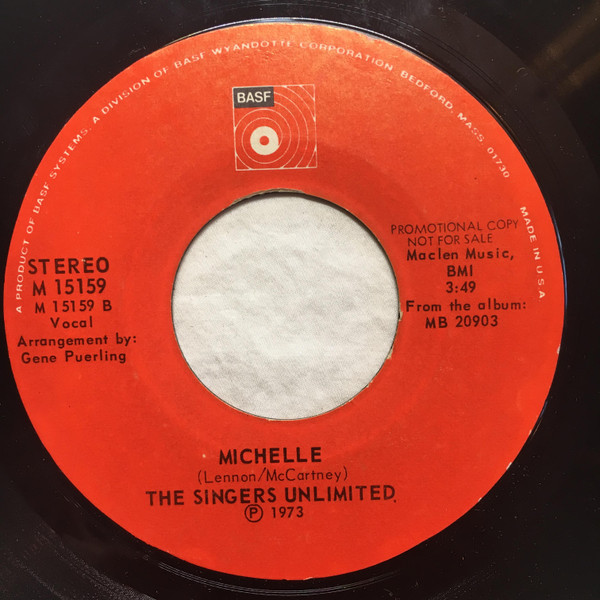 A PRODUCT OF BASF SYSTEMS. A DIVISION OF BASF WYANDOTTE CORPORATION, BEDFORD, MASS. 01730
MADE IN U.S.A.
BASF
STEREO
M 15159
M 15159 B
Vocal
Arrangement by:
Gene Puerling
PROMOTIONAL COPY
NOT FOR SALE
Maclen Music,
BMI
3:49
From the album:
MB 20903
MICHELLE
(Lennon/McCartney)
THE SINGERS UNLIMITED
Ⓟ 1973